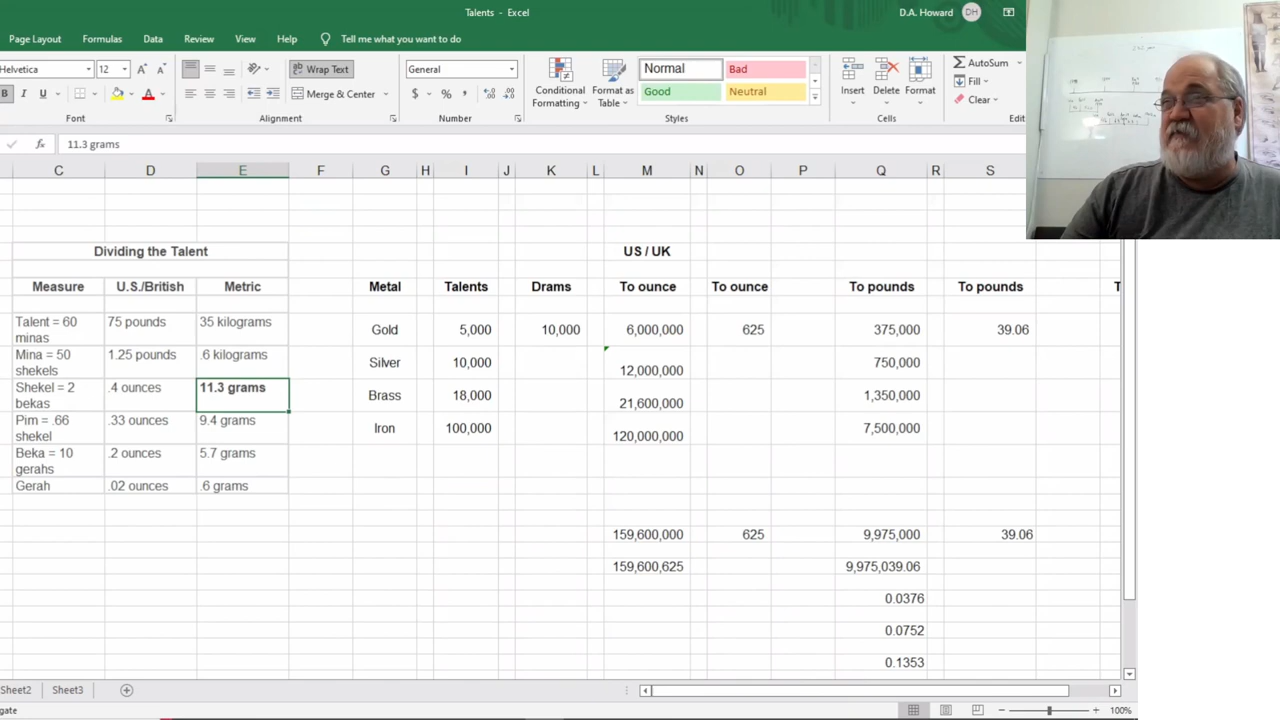 Talents - Excel
D.A. Howard
DH
Page Layout
Formulas
Data
Review
View
Help
Tell me what you want to do
Helvetica
12
Wrap Text
General
Normal
Bad
Good
Neutral
Conditional
Formatting
Format as
Table
Insert
Delete
Format
AutoSum
Fill
Clear
B I U
Merge & Center
$ % ,
Font
Alignment
Number
Styles
Cells
fx 11.3 grams
C D E F G H I J K L M N O P Q R S
Dividing the Talent
US / UK
Measure U.S./British Metric Metal Talents Drams To ounce To ounce To pounds To pounds
Talent = 60
minas
75 pounds 35 kilograms Gold 5,000 10,000 6,000,000 625 375,000 39.06
Mina = 50
shekels
1.25 pounds .6 kilograms Silver 10,000 12,000,000 750,000
Shekel = 2
bekas
.4 ounces 11.3 grams Brass 18,000 21,600,000 1,350,000
Pim = .66
shekel
.33 ounces 9.4 grams Iron 100,000 120,000,000 7,500,000
Beka = 10
gerahs
.2 ounces 5.7 grams
Gerah .02 ounces .6 grams
159,600,000 625 9,975,000 39.06
159,600,625 9,975,039.06
0.0376
0.0752
0.1353
Sheet2 Sheet3
100%